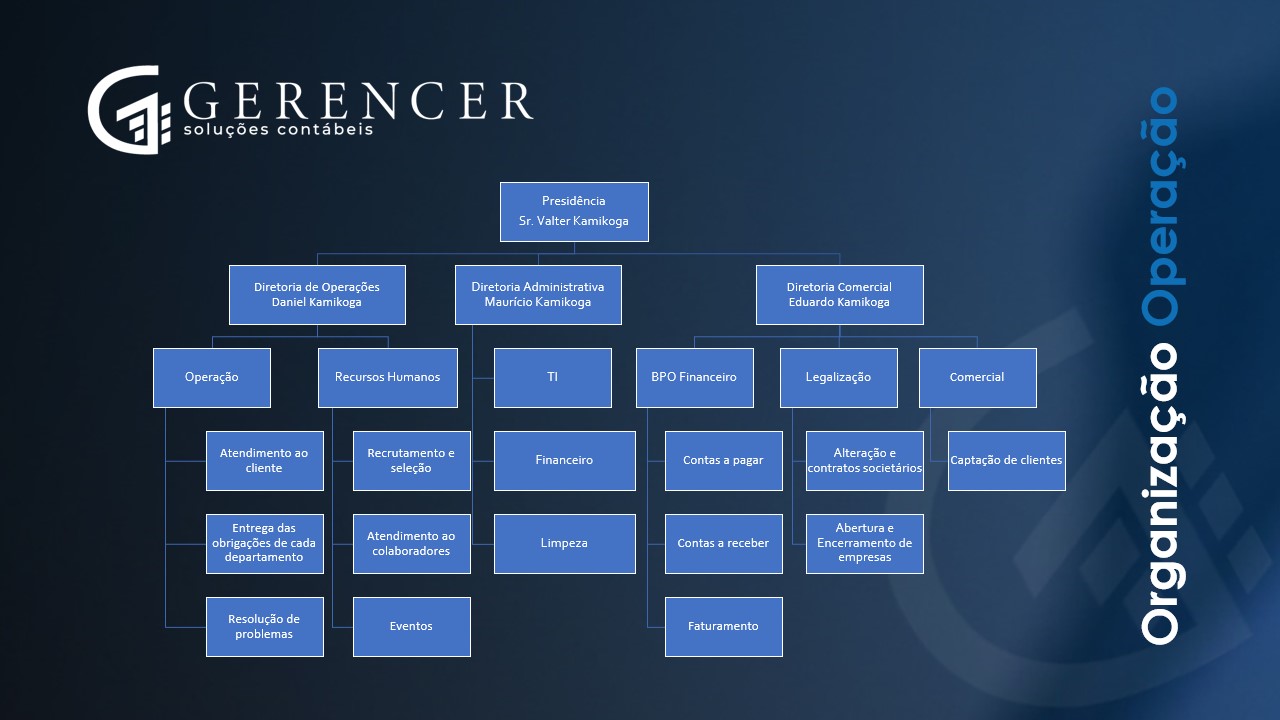 GERENCER
soluções contábeis
Organização Operação
Presidência
Sr. Valter Kamikoga
Diretoria de Operações
Daniel Kamikoga
Diretoria Administrativa
Maurício Kamikoga
Diretoria Comercial
Eduardo Kamikoga
Operação
Recursos Humanos
TI
BPO Financeiro
Legalização
Comercial
Atendimento ao
cliente
Recrutamento e
seleção
Financeiro
Contas a pagar
Alteração e
contratos societários
Captação de clientes
Entrega das
obrigações de cada
departamento
Atendimento ao
colaboradores
Limpeza
Contas a receber
Abertura e
Encerramento de
empresas
Resolução de
problemas
Eventos
Faturamento